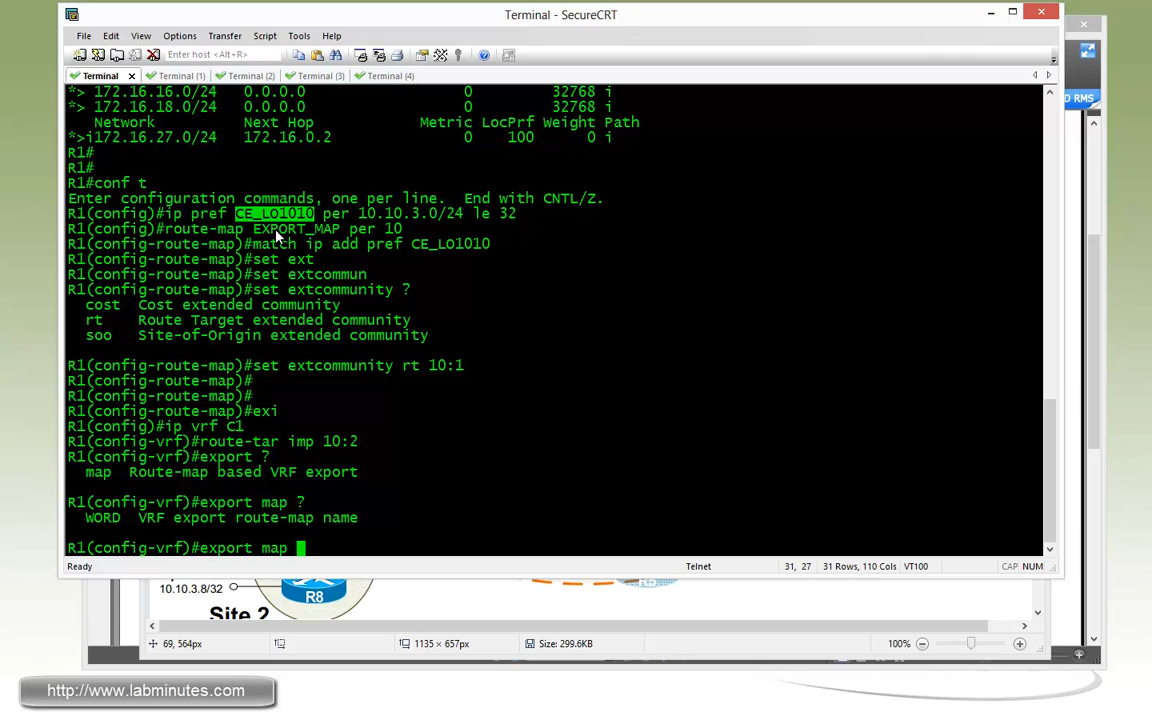 Terminal - SecureCRT
File Edit View Options Transfer Script Tools Help
Enter host <Alt+R>
Terminal Terminal (1) Terminal (2) Terminal (3) Terminal (4)
D RMS
*> 172.16.16.0/24 0.0.0.0 0 32768 i
*> 172.16.18.0/24 0.0.0.0 0 32768 i
Network Next Hop Metric LocPrf Weight Path
*>i172.16.27.0/24 172.16.0.2 0 100 0 i
R1#
R1#
R1#conf t
Enter configuration commands, one per line. End with CNTL/Z.
R1(config)#ip pref CE_LO1010 per 10.10.3.0/24 le 32
R1(config)#route-map EXPORT_MAP per 10
R1(config-route-map)#match ip add pref CE_LO1010
R1(config-route-map)#set ext
R1(config-route-map)#set extcommun
R1(config-route-map)#set extcommunity ?
cost Cost extended community
rt Route Target extended community
soo Site-of-Origin extended community
R1(config-route-map)#set extcommunity rt 10:1
R1(config-route-map)#
R1(config-route-map)#
R1(config-route-map)#exi
R1(config)#ip vrf C1
R1(config-vrf)#route-tar imp 10:2
R1(config-vrf)#export ?
map Route-map based VRF export
R1(config-vrf)#export map ?
WORD VRF export route-map name
R1(config-vrf)#export map
Ready Telnet 31, 27 31 Rows, 110 Cols VT100 CAP NUM
10.10.3.8/32
R8
Site 2
69, 564px 1135 × 657px Size: 299.6KB 100%
http://www.labminutes.com